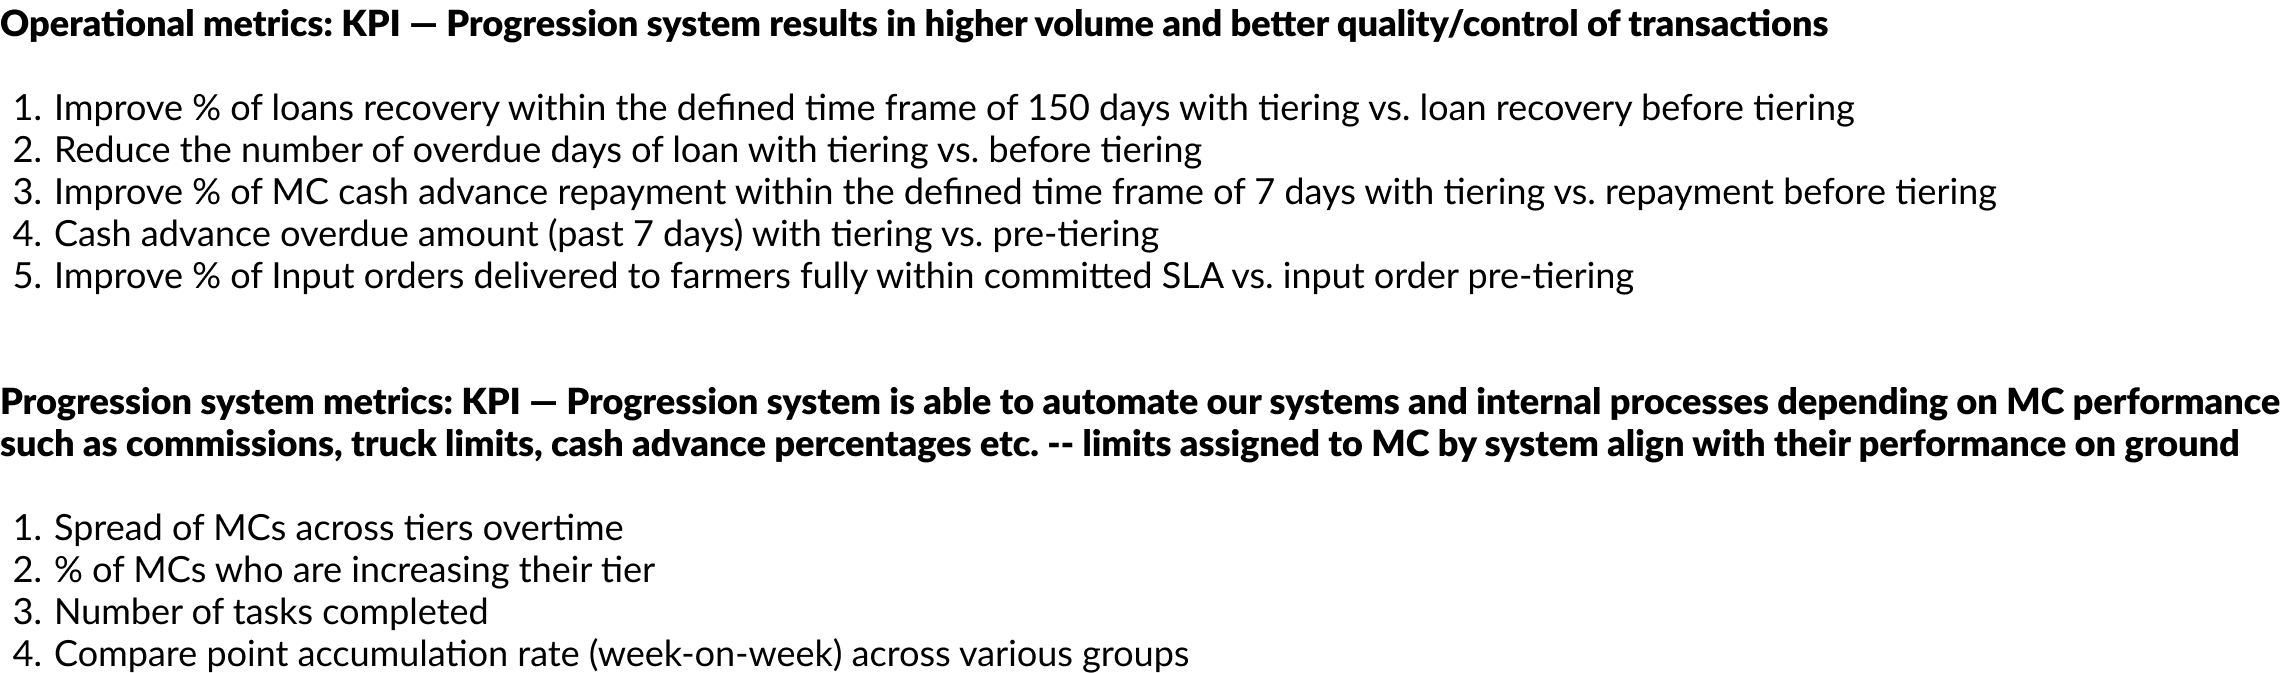 Operational metrics: KPI — Progression system results in higher volume and better quality/control of transactions
1. Improve % of loans recovery within the defined time frame of 150 days with tiering vs. loan recovery before tiering
2. Reduce the number of overdue days of loan with tiering vs. before tiering
3. Improve % of MC cash advance repayment within the defined time frame of 7 days with tiering vs. repayment before tiering
4. Cash advance overdue amount (past 7 days) with tiering vs. pre-tiering
5. Improve % of Input orders delivered to farmers fully within committed SLA vs. input order pre-tiering
Progression system metrics: KPI — Progression system is able to automate our systems and internal processes depending on MC performance
such as commissions, truck limits, cash advance percentages etc. -- limits assigned to MC by system align with their performance on ground
1. Spread of MCs across tiers overtime
2. % of MCs who are increasing their tier
3. Number of tasks completed
4. Compare point accumulation rate (week-on-week) across various groups